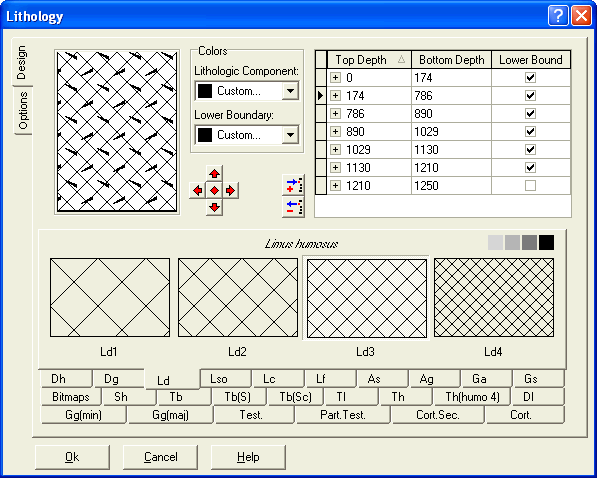 Lithology
Design
Options
Colors
Lithologic Component:
Custom...
Lower Boundary:
Custom...
Top Depth Bottom Depth Lower Bound
0 174
174 786
786 890
890 1029
1029 1130
1130 1210
1210 1250
Limus humosus
Ld1 Ld2 Ld3 Ld4
Dh Dg Ld Lso Lc Lf As Ag Ga Gs
Bitmaps Sh Tb Tb(S) Tb(Sc) Tl Th Th(humo 4) Dl
Gg(min) Gg(maj) Test. Part.Test. Cort.Sec. Cort.
Ok Cancel Help